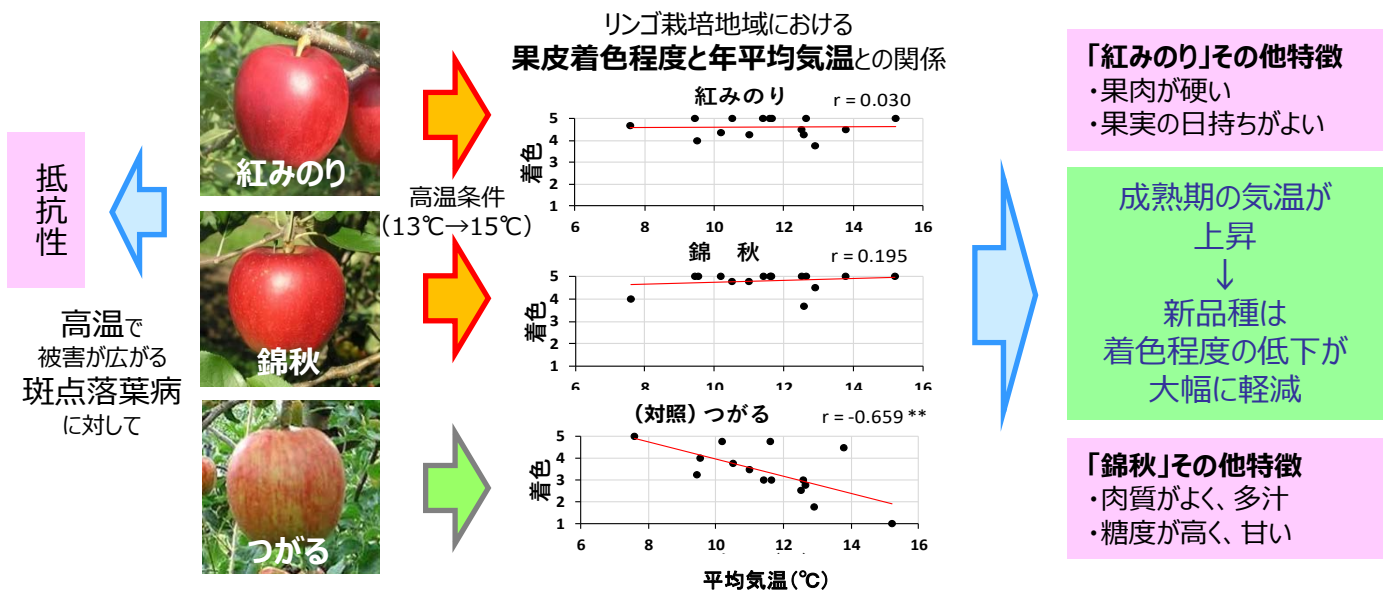 抵抗性
高温で
被害が広がる
斑点落葉病
に対して
紅みのり
錦秋
つがる
高温条件
(13℃→15℃)
リンゴ栽培地域における
果皮着色程度と年平均気温との関係
紅みのり
r = 0.030
着色
5
4
3
2
1
6
8
10
12
14
16
錦 秋
r = 0.195
着色
5
4
3
2
1
6
8
10
12
14
16
(対照) つがる
r = -0.659 **
着色
5
4
3
2
1
6
8
10
12
14
16
平均気温(℃)
「紅みのり」その他特徴
・果肉が硬い
・果実の日持ちがよい
成熟期の気温が
上昇
↓
新品種は
着色程度の低下が
大幅に軽減
「錦秋」その他特徴
・肉質がよく、多汁
・糖度が高く、甘い